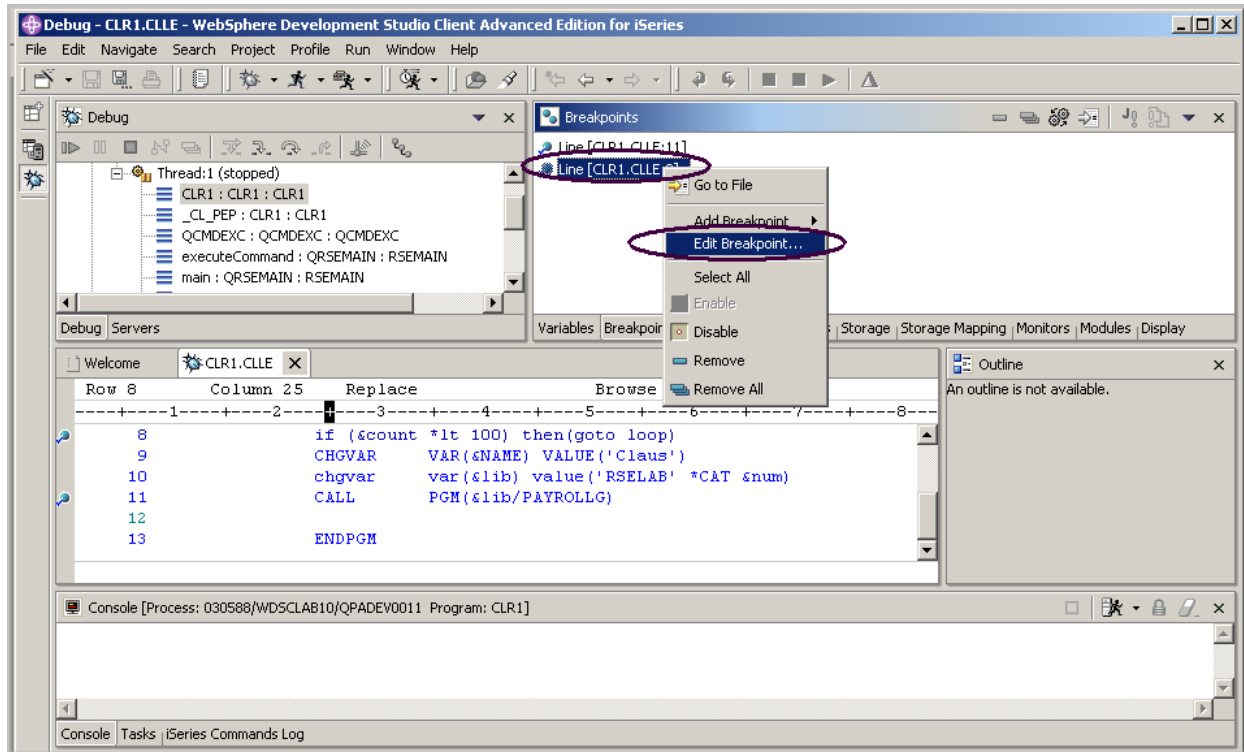 Debug - CLR1.CLLE - WebSphere Development Studio Client Advanced Edition for iSeries
File Edit Navigate Search Project Profile Run Window Help
Debug
Thread:1 (stopped)
CLR1 : CLR1 : CLR1
_CL_PEP : CLR1 : CLR1
QCMDEXC : QCMDEXC : QCMDEXC
executeCommand : QRSEMAIN : RSEMAIN
main : QRSEMAIN : RSEMAIN
Debug Servers
Breakpoints
Line [CLR1.CLLE:11]
Line [CLR1.CLLE:
Go to File
Add Breakpoint
Edit Breakpoint...
Select All
Enable
Disable
Remove
Remove All
Variables Breakpoin Storage Storage Mapping Monitors Modules Display
Welcome CLR1.CLLE
Row 8 Column 25 Replace Browse
----+----1----+----2----+----3----+----4----+----5----+----6----+----7----+----8---
8 if (&count *lt 100) then(goto loop)
9 CHGVAR VAR(&NAME) VALUE('Claus')
10 chgvar var(&lib) value('RSELAB' *CAT &num)
11 CALL PGM(&lib/PAYROLLG)
12
13 ENDPGM
Outline
An outline is not available.
Console [Process: 030588/WDSCLAB10/QPADEV0011 Program: CLR1]
Console Tasks iSeries Commands Log